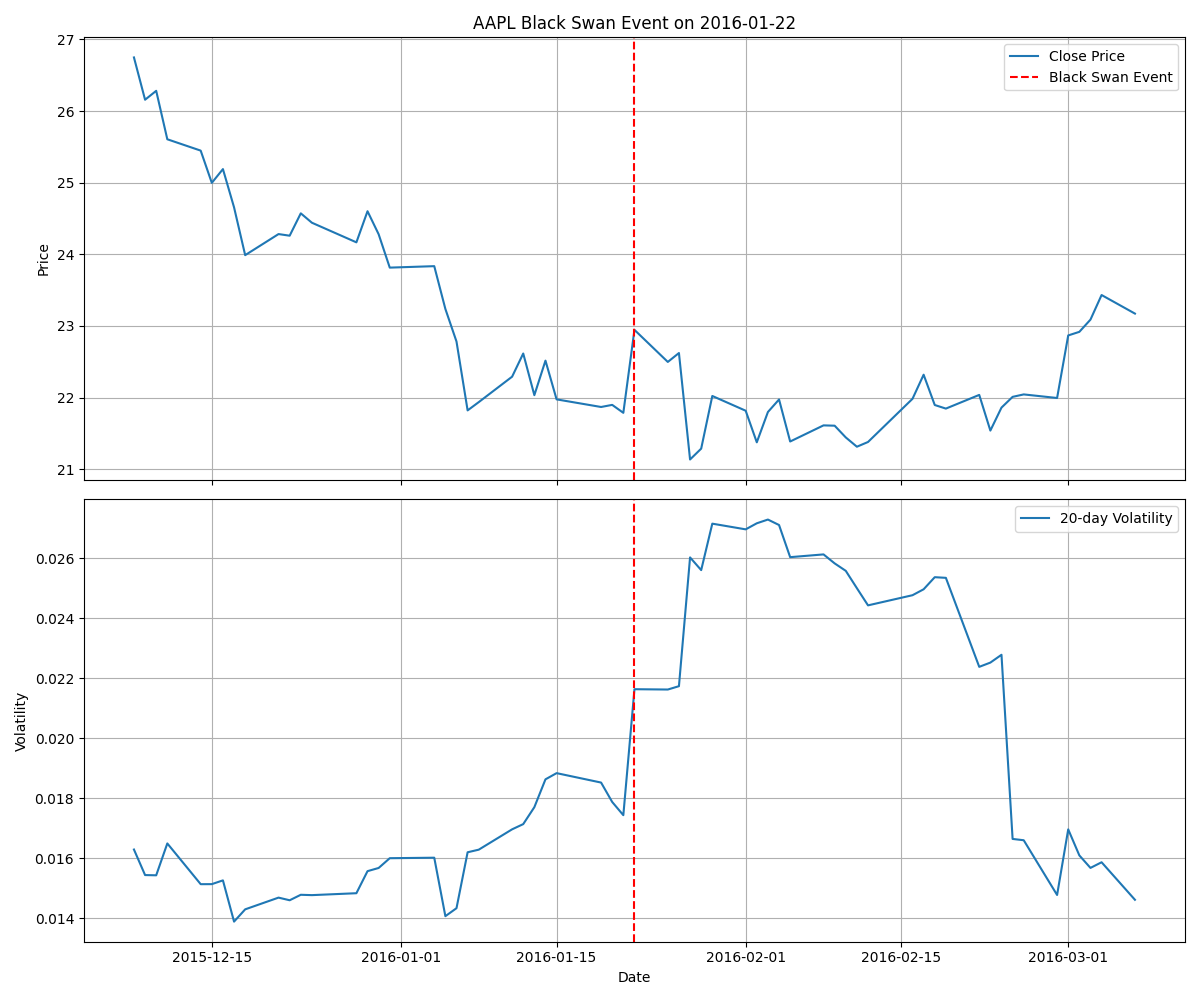 AAPL Black Swan Event on 2016-01-22
27
26
25
24
23
22
21
Price
Close Price
Black Swan Event
0.026
0.024
0.022
0.020
0.018
0.016
0.014
Volatility
20-day Volatility
2015-12-15 2016-01-01 2016-01-15 2016-02-01 2016-02-15 2016-03-01
Date